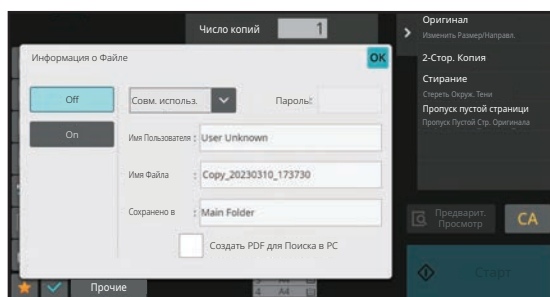 Число копий 1
Оригинал
Изменить Размер/Направл.
2-Стор. Копия
Стирание
Стереть Окруж. Тени
Пропуск пустой страници
Пропуск Пустой Стр. Оригинала
Информация о Файле
OK
Off
On
Совм. использ.
Пароль:
Имя Пользователя : User Unknown
Имя Файла : Copy_20230310_173730
Сохранено в : Main Folder
Создать PDF для Поиска в PC
Предварит.
Просмотр
CA
Старт
Прочие
4 A4